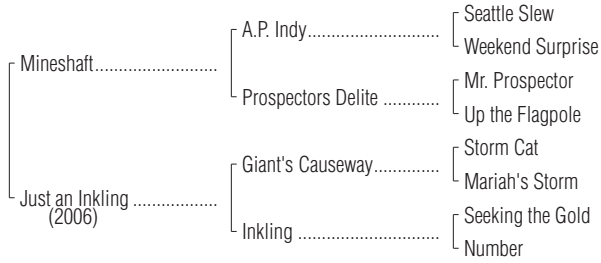 Seattle Slew
A.P. Indy
Weekend Surprise
Mineshaft
Mr. Prospector
Prospectors Delite
Up the Flagpole
Storm Cat
Giant's Causeway
Mariah's Storm
Just an Inkling
(2006)
Seeking the Gold
Inkling
Number